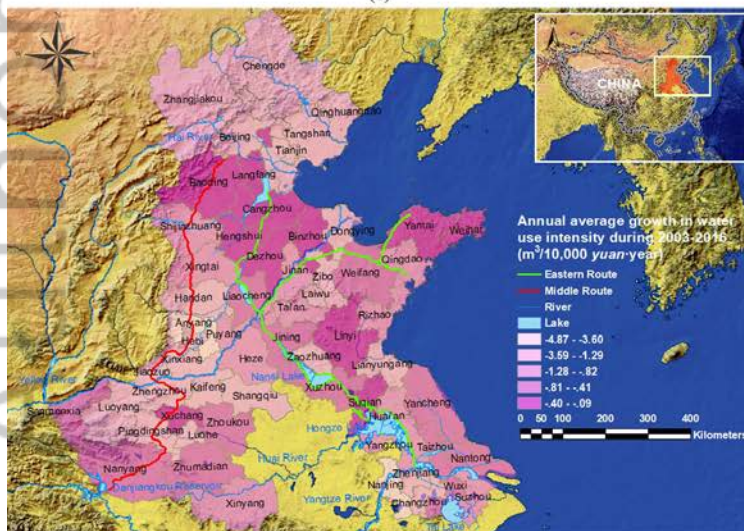 N
CHINA
Chengde
Zhangjiakou
Qinhuangdao
Hai River
Beijing
Tangshan
Tianjin
Langfang
Baoding
Cangzhou
Shijiazhuang
Hengshui
Binzhou
Dongying
Yantai
Weihai
Dezhou
Xingtai
Jinan
Zibo
Weifang
Qingdao
Handan
Liaocheng
Laiwu
Tai'an
Rizhao
Anyang
Hebi
Puyang
Jining
Linyi
Xinxiang
Jiaozuo
Heze
Zaozhuang
Lianyungang
Yellow River
Zhengzhou
Kaifeng
Nansi Lake
Xuzhou
Sanmenxia
Luoyang
Shangqiu
Suqian
Xuchang
Huai'an
Yancheng
Pingdingshan
Zhoukou
Luohe
Hongze
Yangzhou
Taizhou
Nanyang
Zhumadian
Huai River
Zhenjiang
Nantong
Danjiangkou Reservoir
Nanjing
Wuxi
Xinyang
Yangtze River
Changzhou
Suzhou
Annual average growth in water
use intensity during 2003-2016
(m³/10,000 yuan·year)
Eastern Route
Middle Route
River
Lake
-4.87 - -3.60
-3.59 - -1.29
-1.28 - -.82
-.81 - -.41
-.40 - -.09
0 50 100 200 300 400
Kilometers